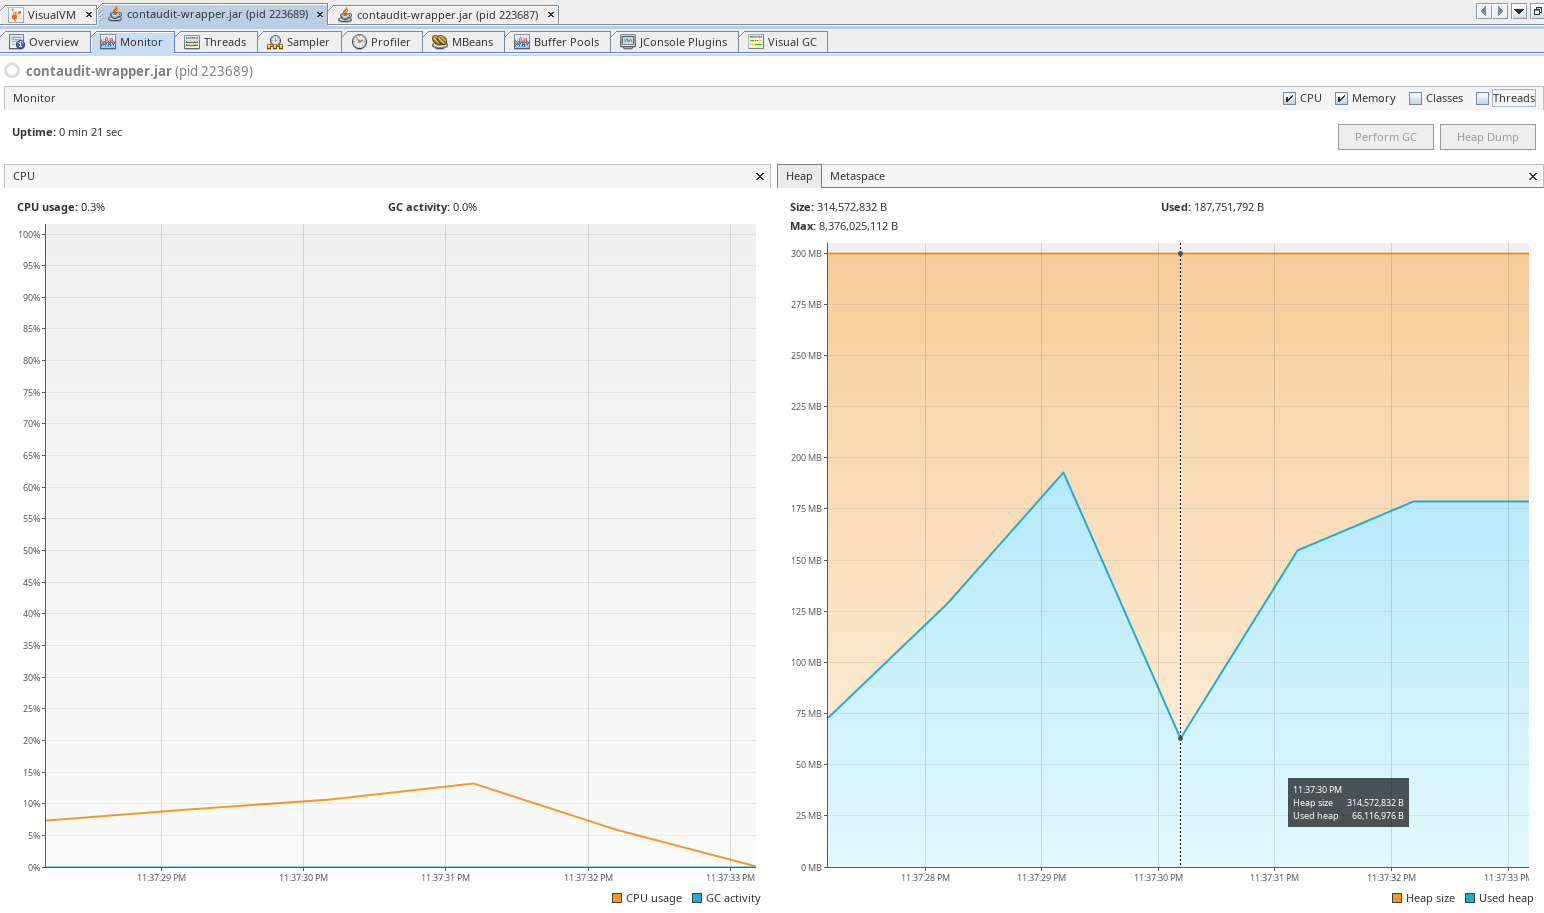 VisualVM
contaudit-wrapper.jar (pid 223689)
contaudit-wrapper.jar (pid 223687)
Overview
Monitor
Threads
Sampler
Profiler
MBeans
Buffer Pools
JConsole Plugins
Visual GC
contaudit-wrapper.jar (pid 223689)
Monitor
CPU
Memory
Classes
Threads
Uptime: 0 min 21 sec
Perform GC
Heap Dump
CPU
CPU usage: 0.3%
GC activity: 0.0%
100%
95%
90%
85%
80%
75%
70%
65%
60%
55%
50%
45%
40%
35%
30%
25%
20%
15%
10%
5%
0%
11:37:29 PM
11:37:30 PM
11:37:31 PM
11:37:32 PM
11:37:33 PM
CPU usage
GC activity
Heap
Metaspace
Size: 314,572,832 B
Used: 187,751,792 B
Max: 8,376,025,112 B
300 MB
275 MB
250 MB
225 MB
200 MB
175 MB
150 MB
125 MB
100 MB
75 MB
50 MB
25 MB
0 MB
11:37:30 PM
Heap size 314,572,832 B
Used heap 66,116,976 B
11:37:28 PM
11:37:29 PM
11:37:30 PM
11:37:31 PM
11:37:32 PM
11:37:33 PM
Heap size
Used heap